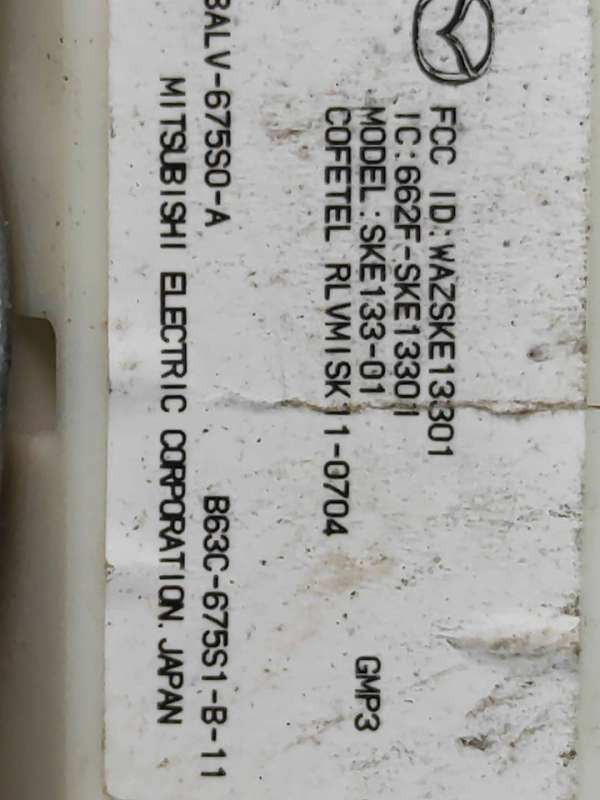 FCC ID:WAZSKE13301
IC:662F-SKE13301
MODEL:SKE133-01
COFETEL RLVMISK11-0704
GMP3
BALV-675S0-A
B63C-675S1-B-11
MITSUBISHI ELECTRIC CORPORATION. JAPAN